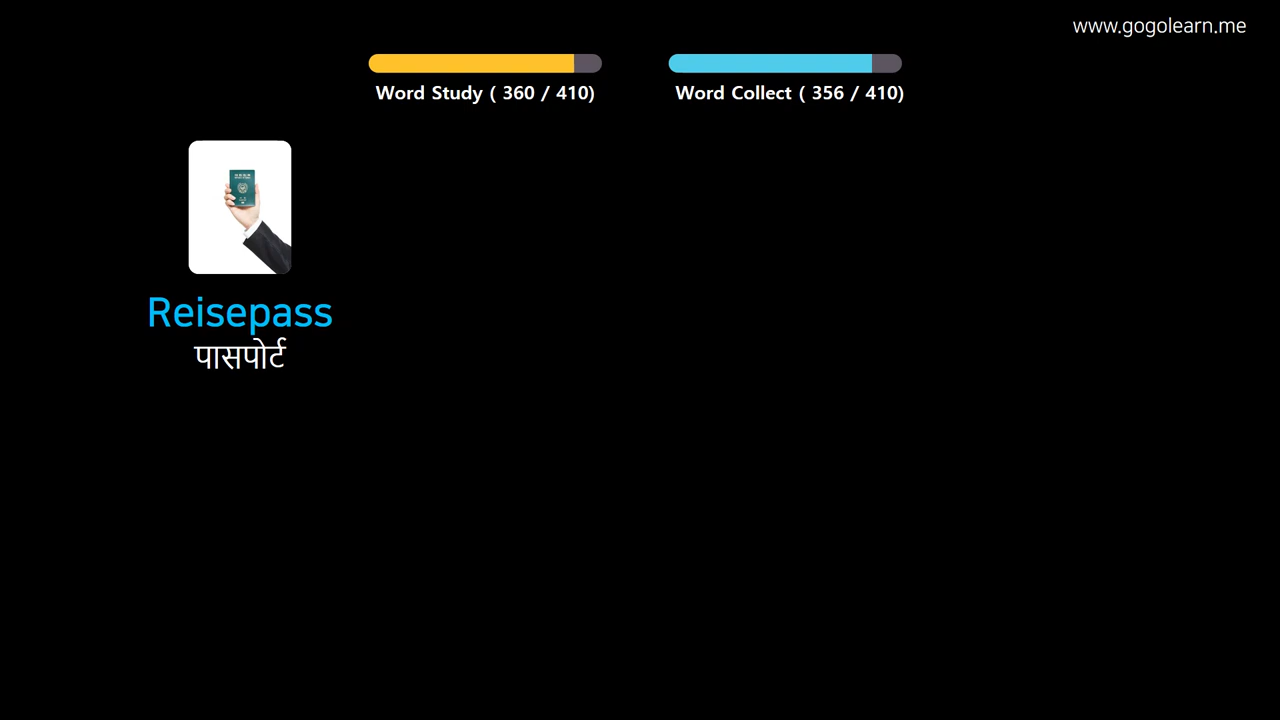 www.gogolearn.me
Word Study ( 360 / 410)
Word Collect ( 356 / 410)
Reisepass
पासपोर्ट